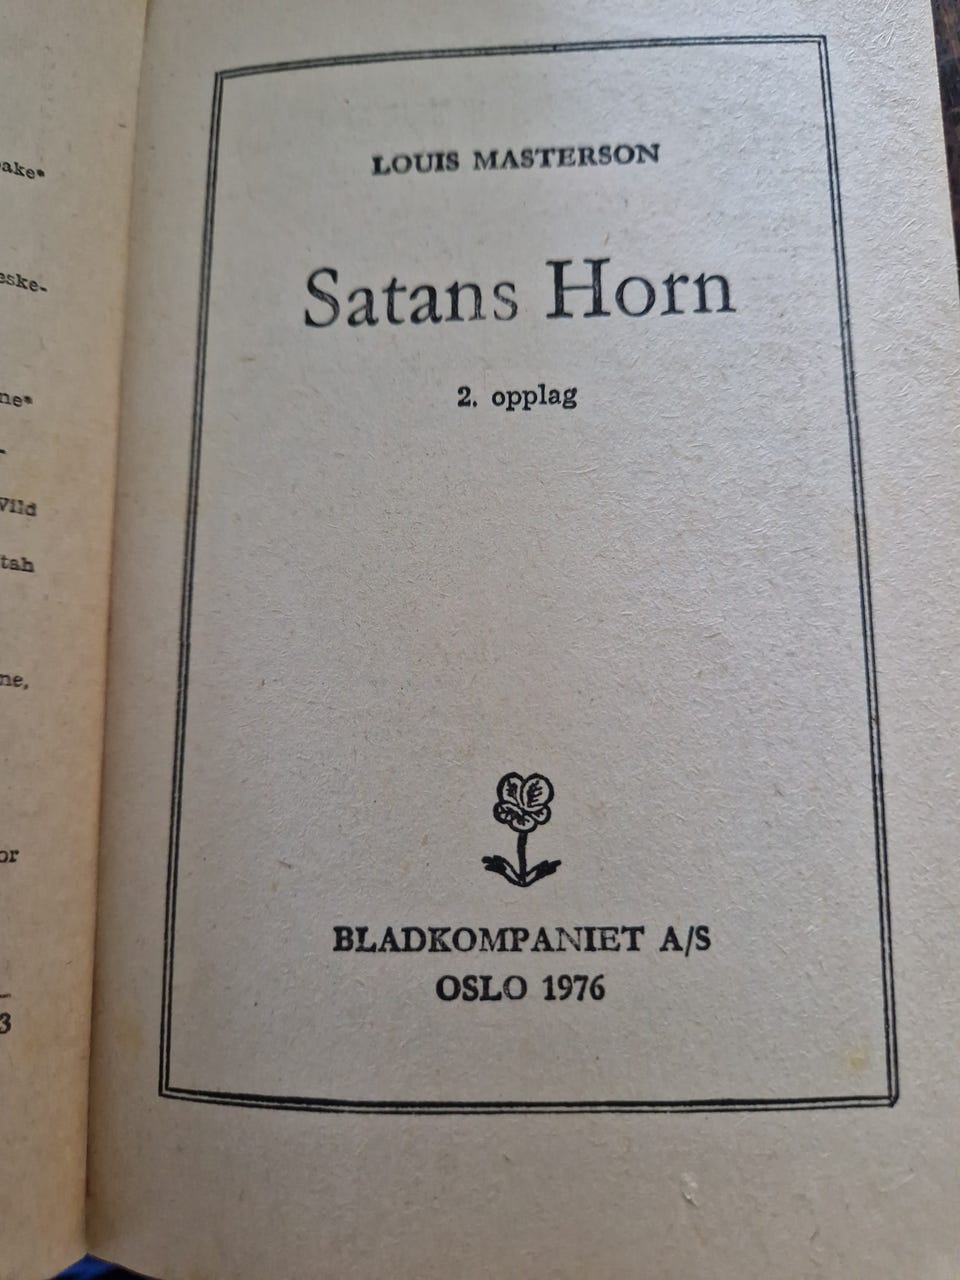 LOUIS MASTERSON
Satans Horn
2. opplag
BLADKOMPANIET A/S
OSLO 1976